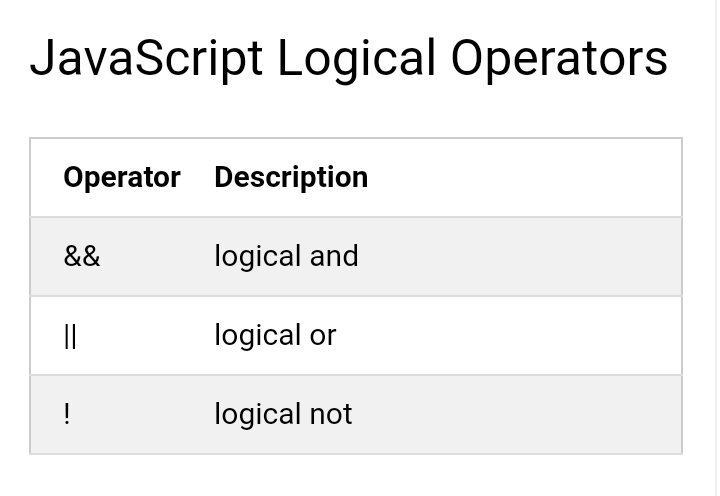 JavaScript Logical Operators
Operator Description
&& logical and
|| logical or
! logical not